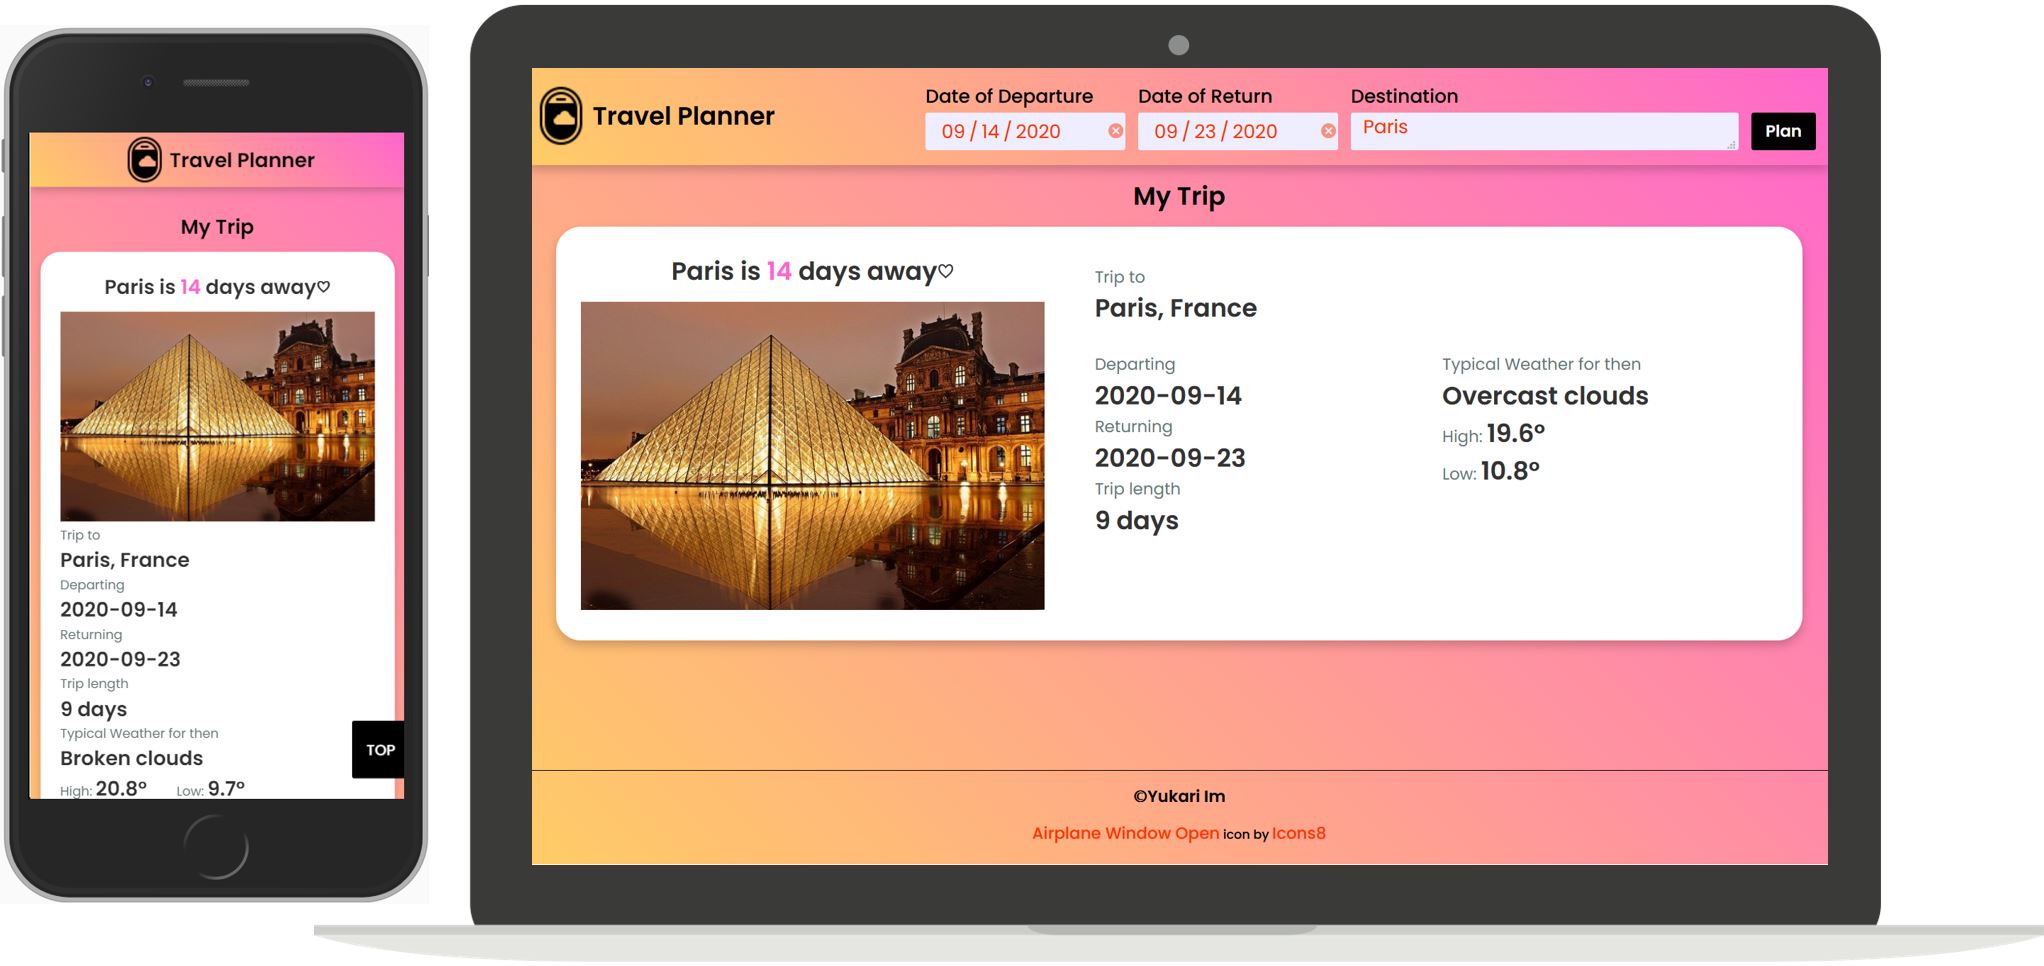 Travel Planner
My Trip
Paris is 14 days away♡
Trip to
Paris, France
Departing
2020-09-14
Returning
2020-09-23
Trip length
9 days
Typical Weather for then
Broken clouds
High: 20.8° Low: 9.7°
TOP
Travel Planner
Date of Departure Date of Return Destination
09 / 14 / 2020 09 / 23 / 2020 Paris Plan
My Trip
Paris is 14 days away♡
Trip to
Paris, France
Departing
2020-09-14
Returning
2020-09-23
Trip length
9 days
Typical Weather for then
Overcast clouds
High: 19.6°
Low: 10.8°
©Yukari Im
Airplane Window Open icon by Icons8